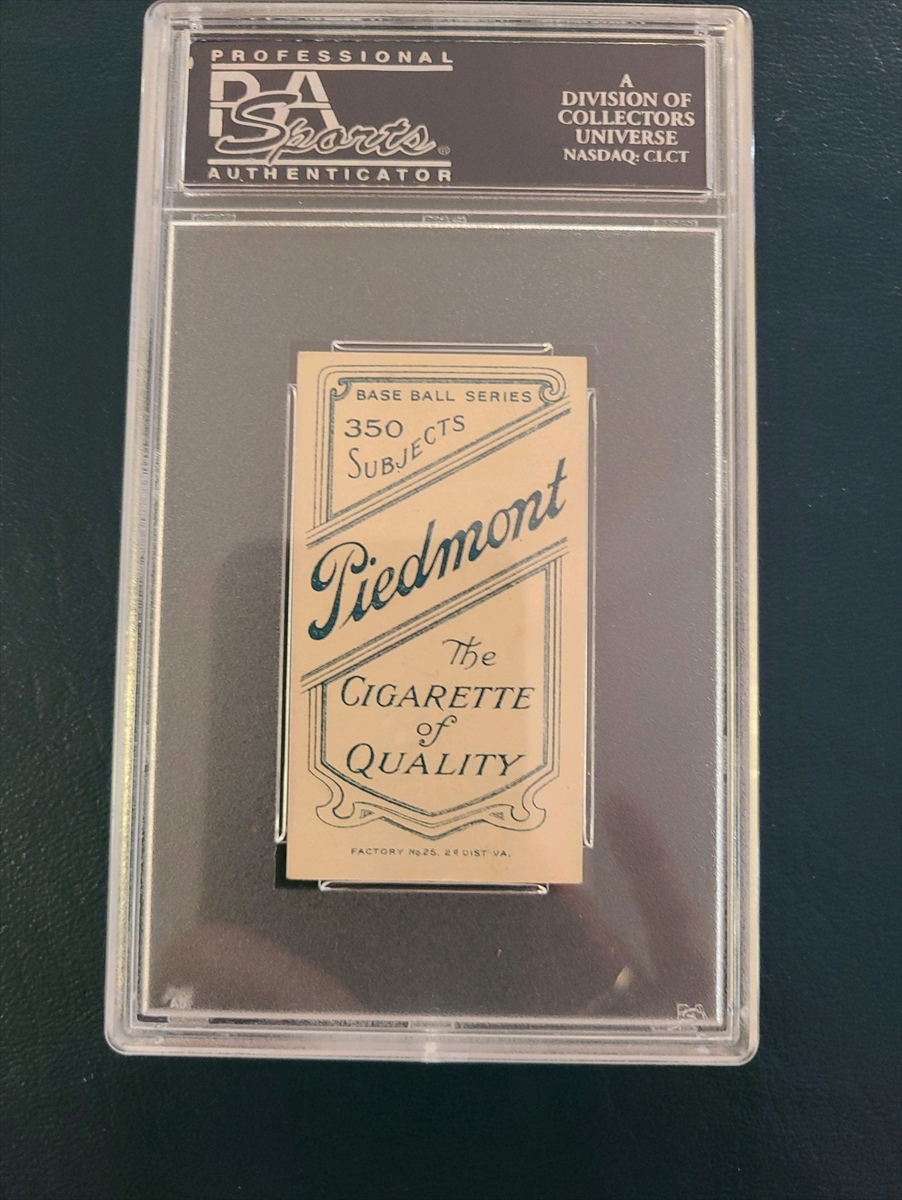 PROFESSIONAL
PSA
Sports®
AUTHENTICATOR
A
DIVISION OF
COLLECTORS
UNIVERSE
NASDAQ: CLCT
BASE BALL SERIES
350
SUBJECTS
Piedmont
The
CIGARETTE
of
QUALITY
FACTORY No. 25, 2d DIST VA.